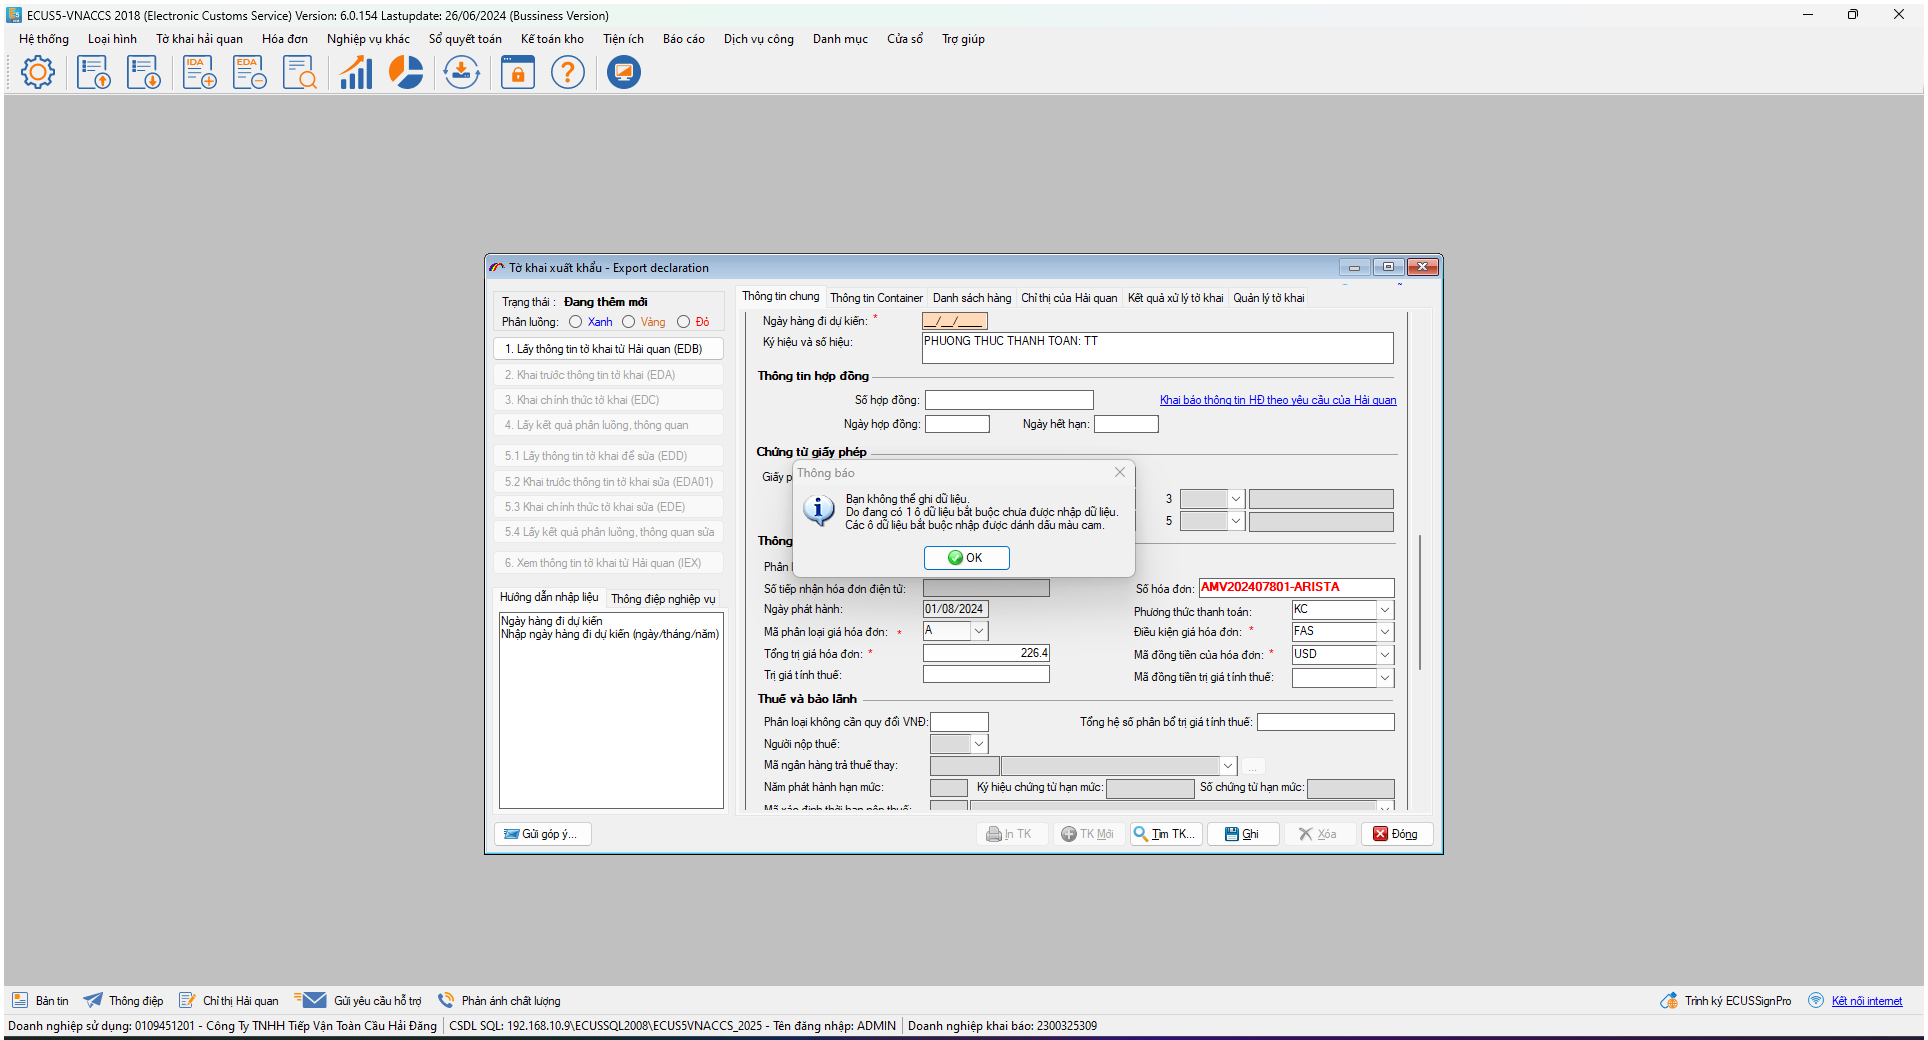 ECUS5-VNACCS 2018 (Electronic Customs Service) Version: 6.0.154 Lastupdate: 26/06/2024 (Bussiness Version)
Hệ thống Loại hình Tờ khai hải quan Hóa đơn Nghiệp vụ khác Sổ quyết toán Kế toán kho Tiện ích Báo cáo Dịch vụ công Danh mục Cửa sổ Trợ giúp
IDA EDA
Tờ khai xuất khẩu - Export declaration
Trạng thái : Đang thêm mới
Phân luồng: Xanh Vàng Đỏ
1. Lấy thông tin tờ khai từ Hải quan (EDB)
2. Khai trước thông tin tờ khai (EDA)
3. Khai chính thức tờ khai (EDC)
4. Lấy kết quả phân luồng, thông quan
5.1 Lấy thông tin tờ khai để sửa (EDD)
5.2 Khai trước thông tin tờ khai sửa (EDA01)
5.3 Khai chính thức tờ khai sửa (EDE)
5.4 Lấy kết quả phân luồng, thông quan sửa
6. Xem thông tin tờ khai từ Hải quan (IEX)
Hướng dẫn nhập liệu Thông điệp nghiệp vụ
Ngày hàng đi dự kiến
Nhập ngày hàng đi dự kiến (ngày/tháng/năm)
Gửi góp ý...
Thông tin chung Thông tin Container Danh sách hàng Chỉ thị của Hải quan Kết quả xử lý tờ khai Quản lý tờ khai
Ngày hàng đi dự kiến: * __/__/____
Ký hiệu và số hiệu: PHUONG THUC THANH TOAN: TT
Thông tin hợp đồng
Số hợp đồng: Khai báo thông tin HĐ theo yêu cầu của Hải quan
Ngày hợp đồng: Ngày hết hạn:
Chứng từ giấy phép
Giấy p
3
5
Thông báo
Bạn không thể ghi dữ liệu.
Do đang có 1 ô dữ liệu bắt buộc chưa được nhập dữ liệu.
Các ô dữ liệu bắt buộc nhập được đánh dấu màu cam.
OK
Thông
Phân l
Số tiếp nhận hóa đơn điện tử: Số hóa đơn: AMV202407801-ARISTA
Ngày phát hành: 01/08/2024 Phương thức thanh toán: KC
Mã phân loại giá hóa đơn: * A Điều kiện giá hóa đơn: * FAS
Tổng trị giá hóa đơn: * 226.4 Mã đồng tiền của hóa đơn: * USD
Trị giá tính thuế: Mã đồng tiền trị giá tính thuế:
Thuế và bảo lãnh
Phân loại không cần quy đổi VNĐ: Tổng hệ số phân bổ trị giá tính thuế:
Người nộp thuế:
Mã ngân hàng trả thuế thay: ...
Năm phát hành hạn mức: Ký hiệu chứng từ hạn mức: Số chứng từ hạn mức:
Mã xác định thời hạn nộp thuế:
In TK TK Mới Tìm TK... Ghi Xóa Đóng
Bản tin Thông điệp Chỉ thị Hải quan Gửi yêu cầu hỗ trợ Phản ánh chất lượng Trình ký ECUSSignPro Kết nối internet
Doanh nghiệp sử dụng: 0109451201 - Công Ty TNHH Tiếp Vận Toàn Cầu Hải Đăng CSDL SQL: 192.168.10.9\ECUSSQL2008\ECUS5VNACCS_2025 - Tên đăng nhập: ADMIN Doanh nghiệp khai báo: 2300325309